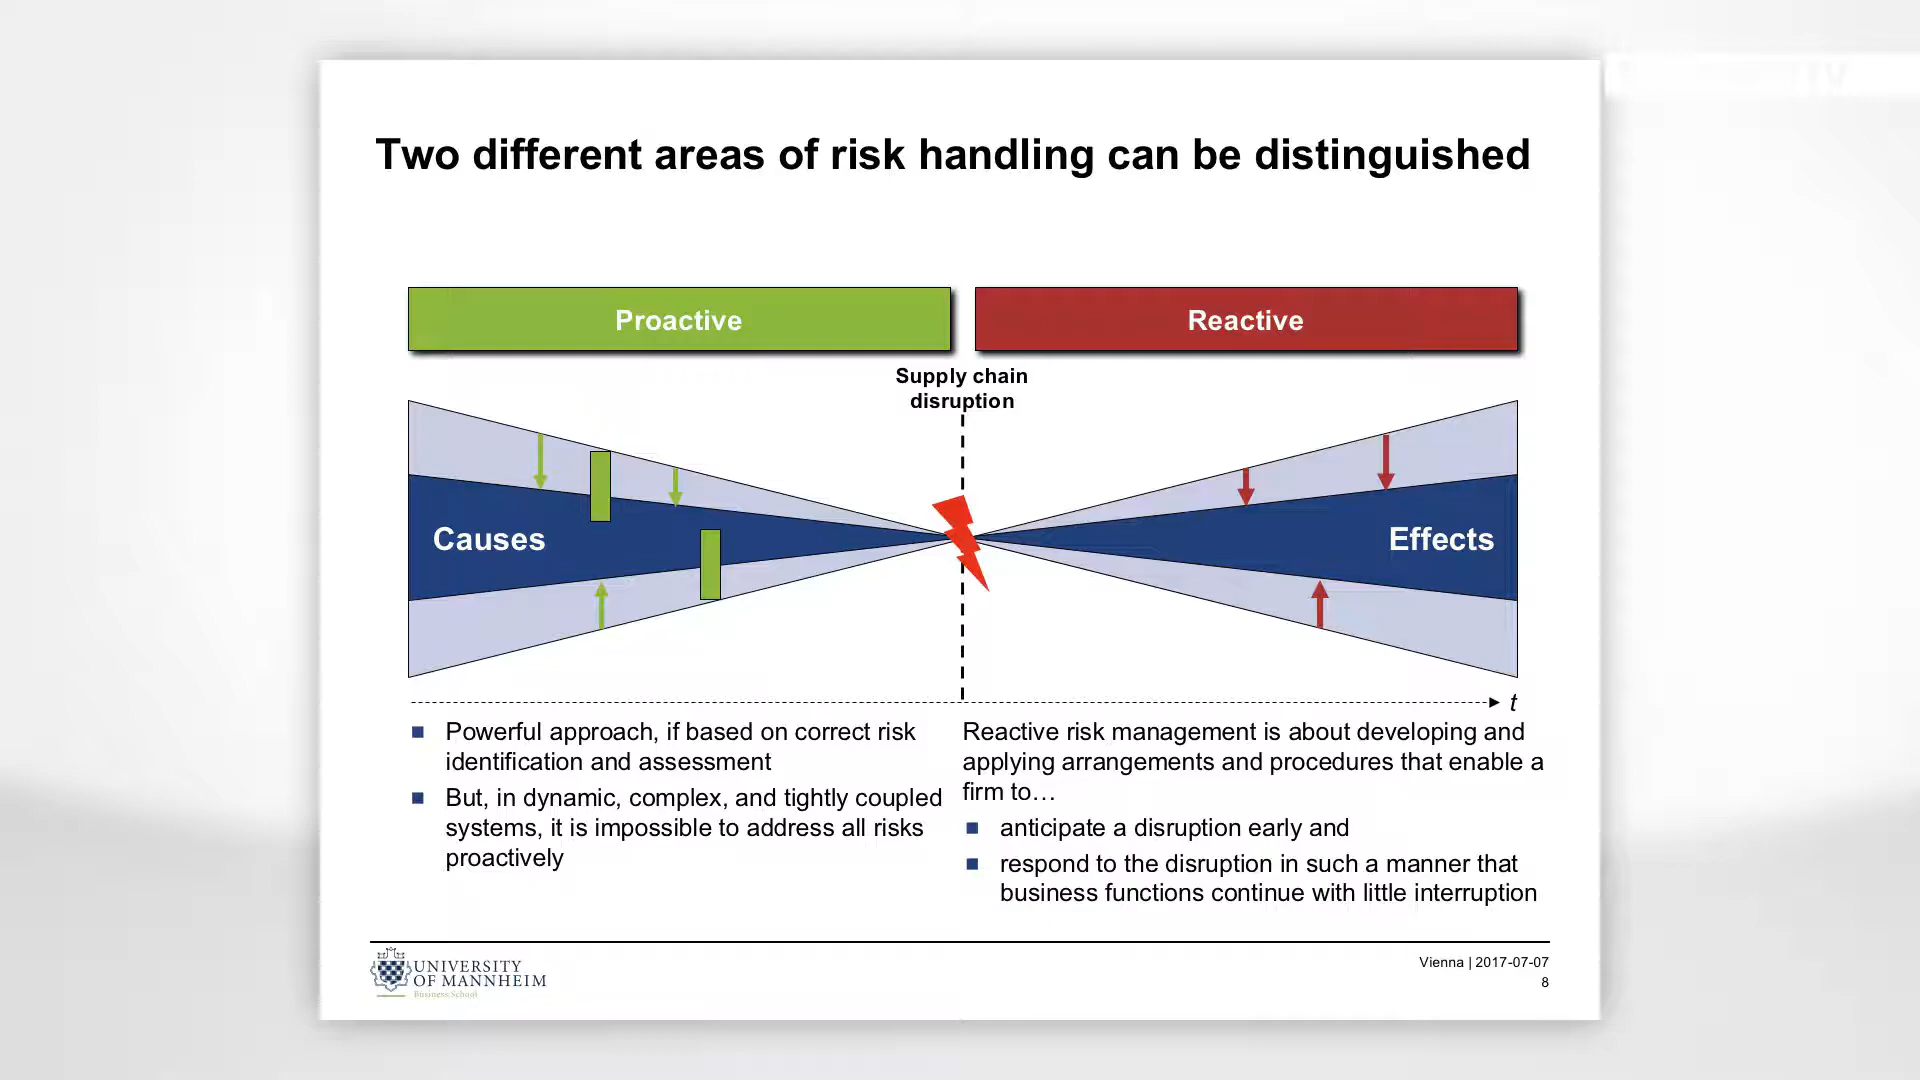 Two different areas of risk handling can be distinguished
Proactive
Reactive
Supply chain
disruption
Causes
Effects
t
Powerful approach, if based on correct risk
identification and assessment
But, in dynamic, complex, and tightly coupled
systems, it is impossible to address all risks
proactively
Reactive risk management is about developing and
applying arrangements and procedures that enable a
firm to…
anticipate a disruption early and
respond to the disruption in such a manner that
business functions continue with little interruption
UNIVERSITY
OF MANNHEIM
Business School
Vienna | 2017-07-07
8